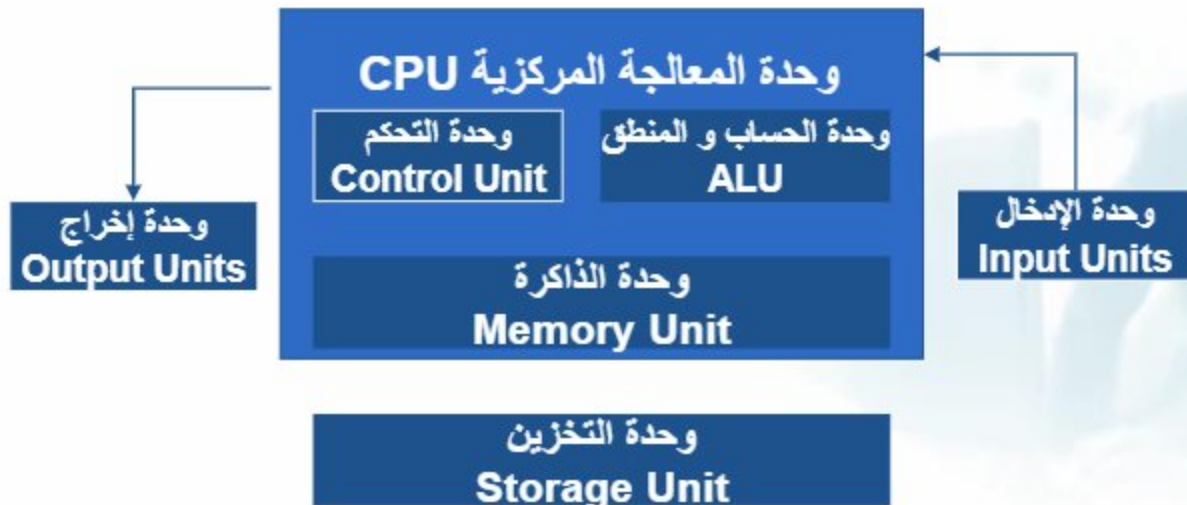 وحدة المعالجة المركزية CPU
وحدة الحساب و المنطق
ALU
وحدة التحكم
Control Unit
وحدة الإدخال
Input Units
وحدة إخراج
Output Units
وحدة الذاكرة
Memory Unit
وحدة التخزين
Storage Unit